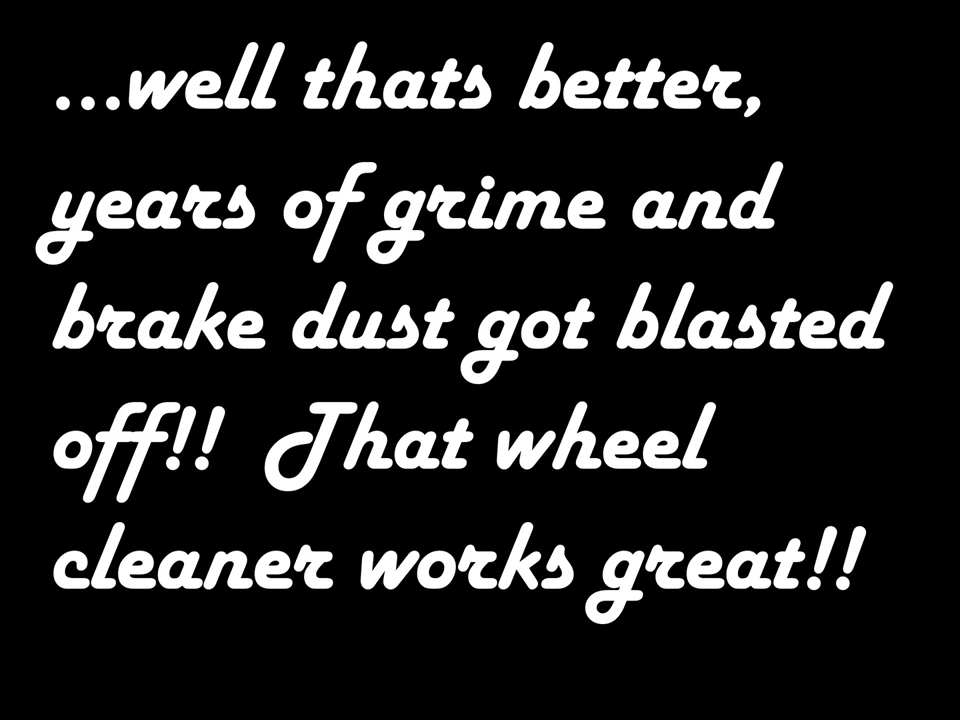 ...well thats better,
years of grime and
brake dust got blasted
off!!  That wheel
cleaner works great!!